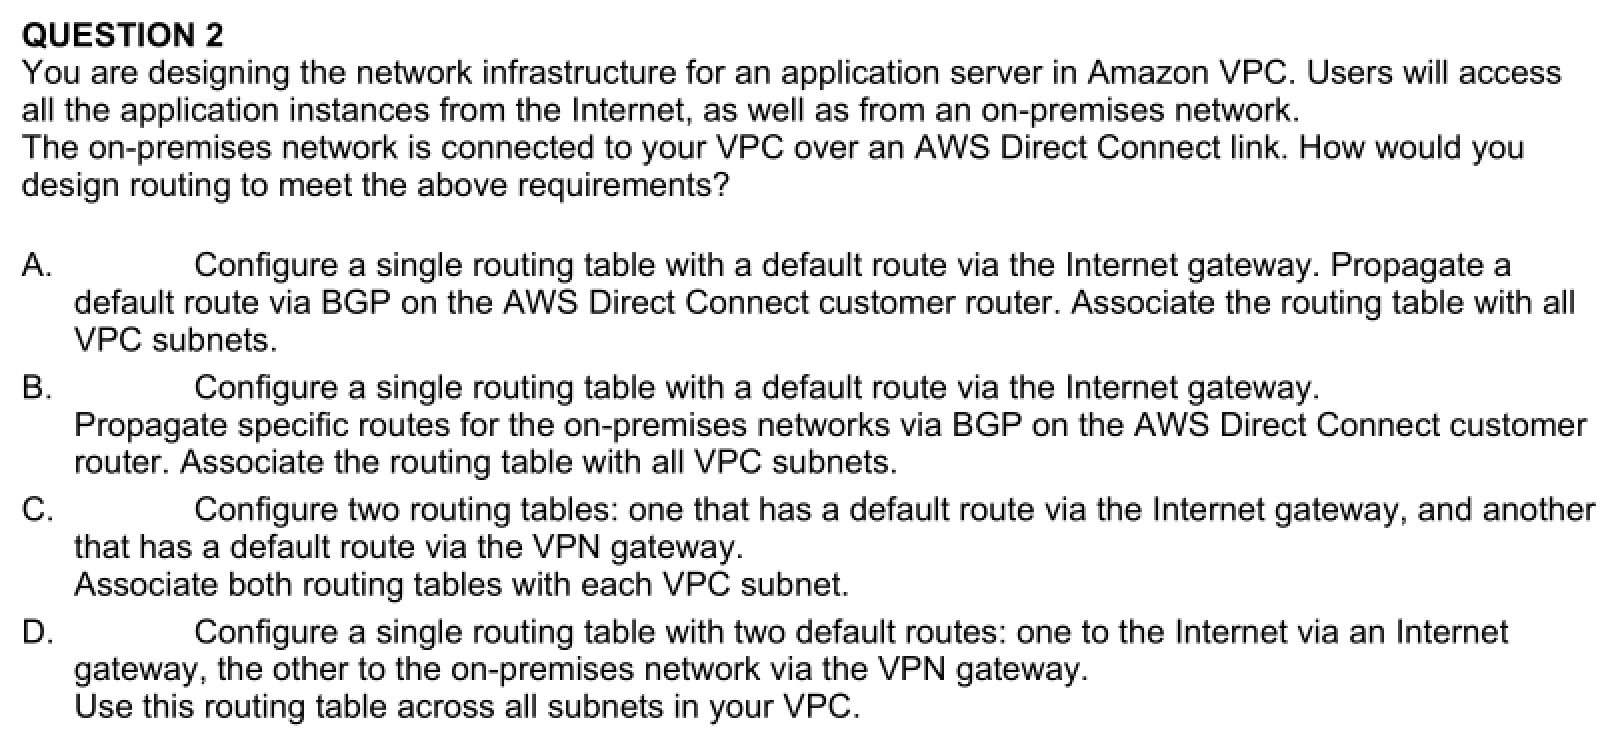 QUESTION 2
You are designing the network infrastructure for an application server in Amazon VPC. Users will access
all the application instances from the Internet, as well as from an on-premises network.
The on-premises network is connected to your VPC over an AWS Direct Connect link. How would you
design routing to meet the above requirements?
A. Configure a single routing table with a default route via the Internet gateway. Propagate a
default route via BGP on the AWS Direct Connect customer router. Associate the routing table with all
VPC subnets.
B. Configure a single routing table with a default route via the Internet gateway.
Propagate specific routes for the on-premises networks via BGP on the AWS Direct Connect customer
router. Associate the routing table with all VPC subnets.
C. Configure two routing tables: one that has a default route via the Internet gateway, and another
that has a default route via the VPN gateway.
Associate both routing tables with each VPC subnet.
D. Configure a single routing table with two default routes: one to the Internet via an Internet
gateway, the other to the on-premises network via the VPN gateway.
Use this routing table across all subnets in your VPC.